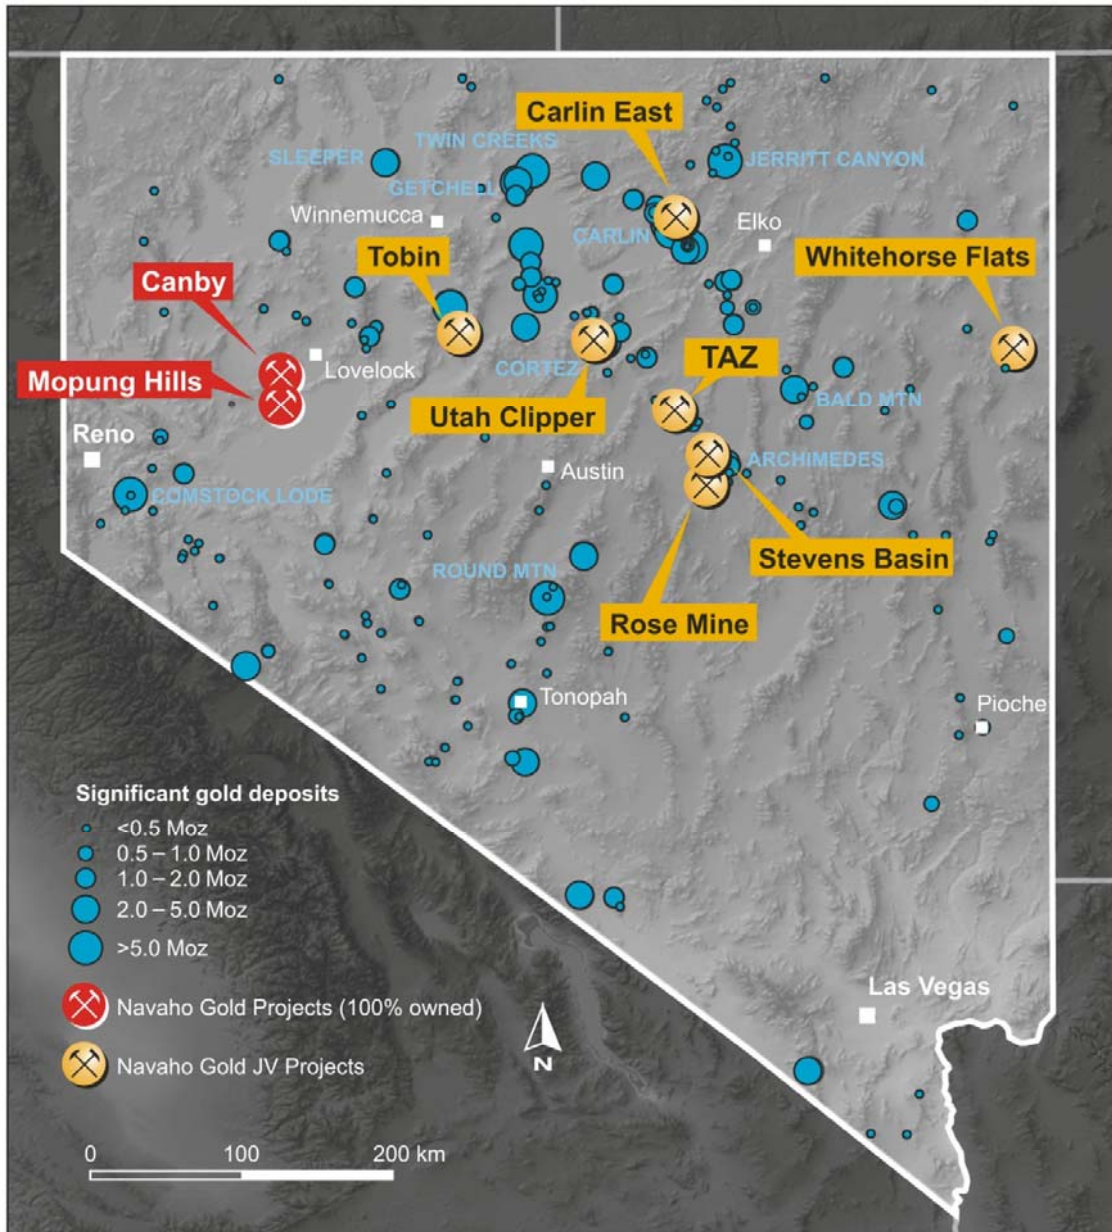 Carlin East
TWIN CREEKS
SLEEPER
JERRITT CANYON
GETCHELL
Winnemucca
CARLIN
Elko
Tobin
Whitehorse Flats
Canby
TAZ
Lovelock
CORTEZ
Mopung Hills
BALD MTN
Utah Clipper
Reno
ARCHIMEDES
Austin
COMSTOCK LODE
Stevens Basin
ROUND MTN
Rose Mine
Tonopah
Pioche
Significant gold deposits
<0.5 Moz
0.5 – 1.0 Moz
1.0 – 2.0 Moz
2.0 – 5.0 Moz
>5.0 Moz
Las Vegas
Navaho Gold Projects (100% owned)
Navaho Gold JV Projects
N
0 100 200 km